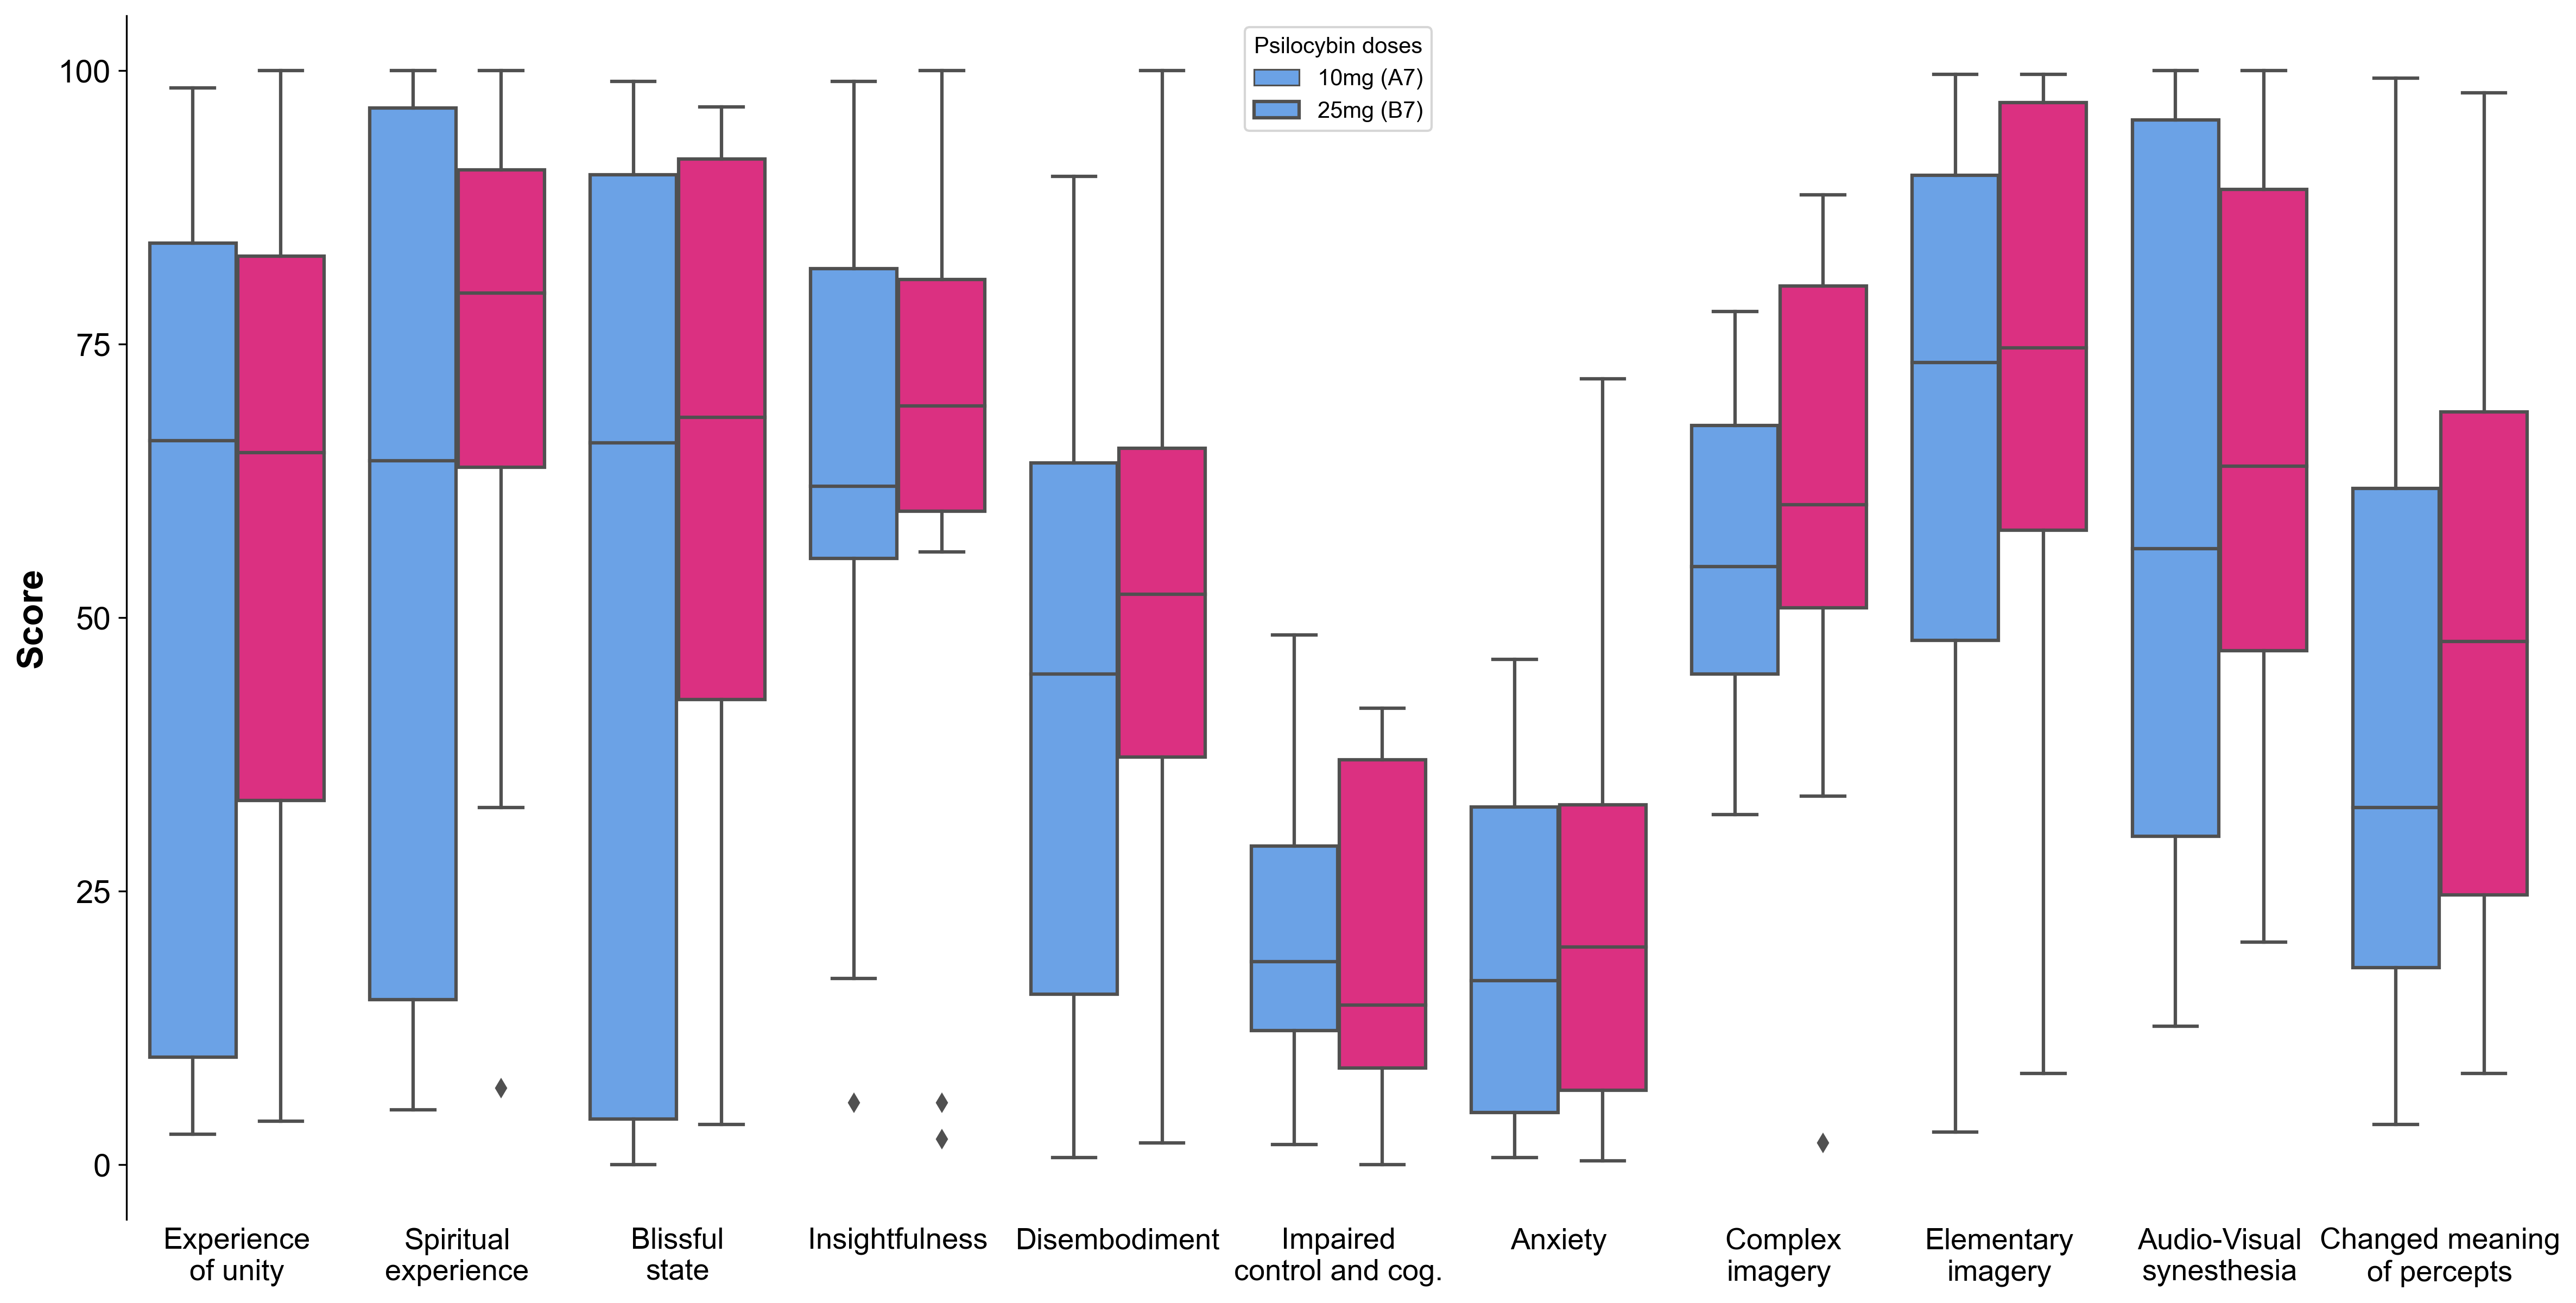 Psilocybin doses
10mg (A7)
25mg (B7)
100
75
50
25
0
Score
Experience
of unity
Spiritual
experience
Blissful
state
Insightfulness
Disembodiment
Impaired
control and cog.
Anxiety
Complex
imagery
Elementary
imagery
Audio-Visual
synesthesia
Changed meaning
of percepts